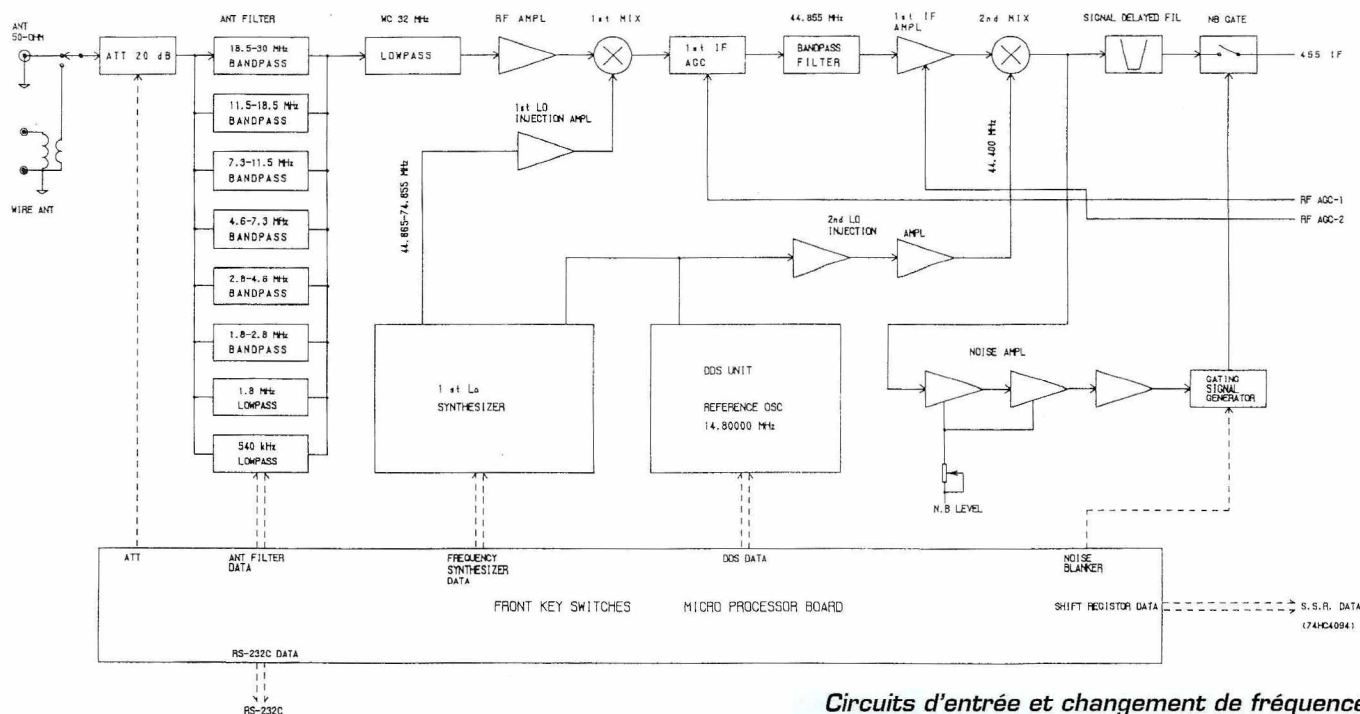 ANT
50-OHM
WIRE ANT
ATT 20 dB
ANT FILTER
18.5-30 MHz
BANDPASS
11.5-18.5 MHz
BANDPASS
7.3-11.5 MHz
BANDPASS
4.6-7.3 MHz
BANDPASS
2.8-4.6 MHz
BANDPASS
1.8-2.8 MHz
BANDPASS
1.8 MHz
LOWPASS
540 kHz
LOWPASS
WC 32 MHz
LOWPASS
RF AMPL
1st MIX
1st LO
INJECTION AMPL
44.865-74.855 MHz
1st IF
AGC
44.855 MHz
BANDPASS
FILTER
1st IF
AMPL
2nd MIX
44.400 MHz
SIGNAL DELAYED FIL
NB GATE
455 IF
RF AGC-1
RF AGC-2
2nd LO
INJECTION
AMPL
1 st Lo
SYNTHESIZER
DDS UNIT
REFERENCE OSC
14.80000 MHz
NOISE AMPL
GATING
SIGNAL
GENERATOR
N.B LEVEL
ATT
ANT FILTER
DATA
FREQUENCY
SYNTHESIZER
DATA
DDS DATA
NOISE
BLANKER
FRONT KEY SWITCHES
MICRO PROCESSOR BOARD
SHIFT REGISTOR DATA
S.S.R. DATA
(74HC4094)
RS-232C DATA
RS-232C
Circuits d'entrée et changement de fréquence